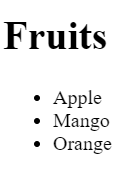 Fruits
• Apple
• Mango
• Orange